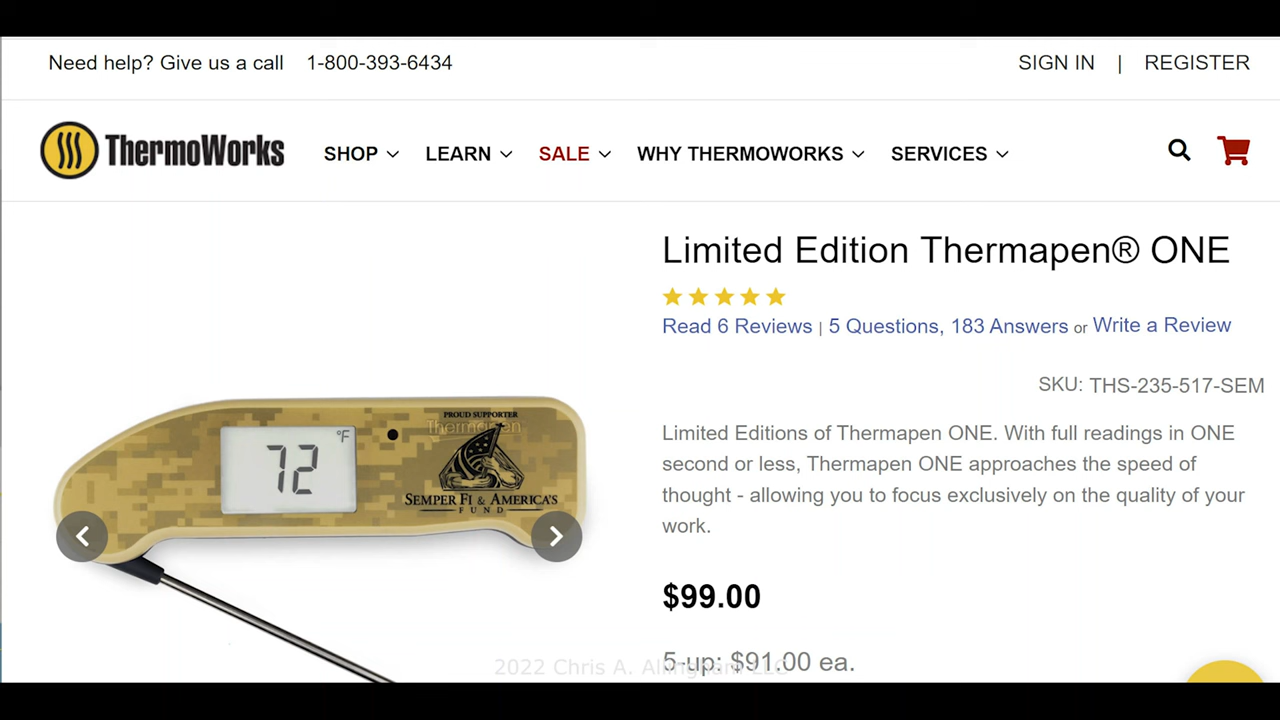 Need help? Give us a call 1-800-393-6434
SIGN IN | REGISTER
ThermoWorks
SHOP LEARN SALE WHY THERMOWORKS SERVICES
Limited Edition Thermapen® ONE
Read 6 Reviews | 5 Questions, 183 Answers or Write a Review
SKU: THS-235-517-SEM
Limited Editions of Thermapen ONE. With full readings in ONE
second or less, Thermapen ONE approaches the speed of
thought - allowing you to focus exclusively on the quality of your
work.
$99.00
5-up: $91.00 ea.
PROUD SUPPORTER
Thermapen
72 °F
SEMPER FI & AMERICA'S
FUND
2022 Chris A. Allingham LLC